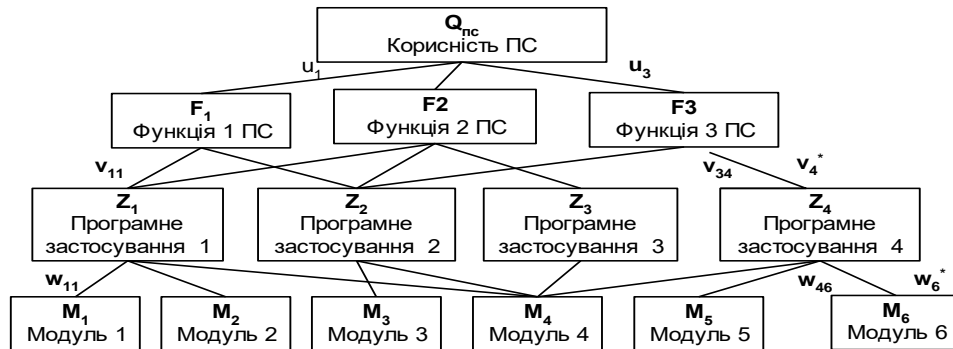 Qпс
Корисність ПС
u1
u3
F1
Функція 1 ПС
F2
Функція 2 ПС
F3
Функція 3 ПС
v11
v34
v4*
Z1
Програмне
застосування 1
Z2
Програмне
застосування 2
Z3
Програмне
застосування 3
Z4
Програмне
застосування 4
w11
w46
w6*
M1
Модуль 1
M2
Модуль 2
M3
Модуль 3
M4
Модуль 4
M5
Модуль 5
M6
Модуль 6